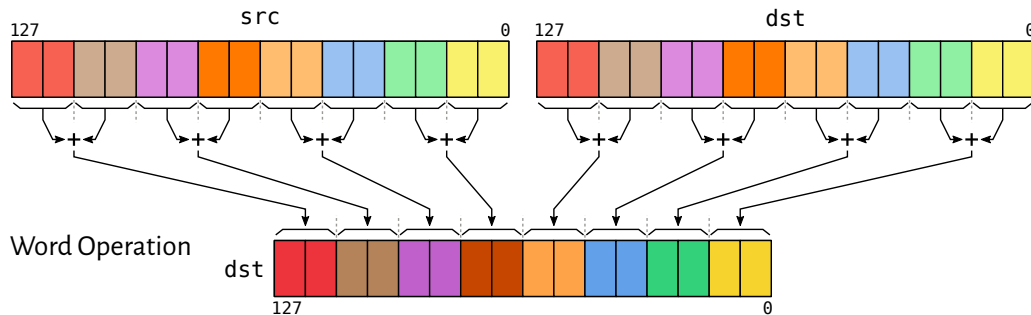 src
dst
127 0
127 0
+ + + + + + + +
Word Operation
dst
127 0